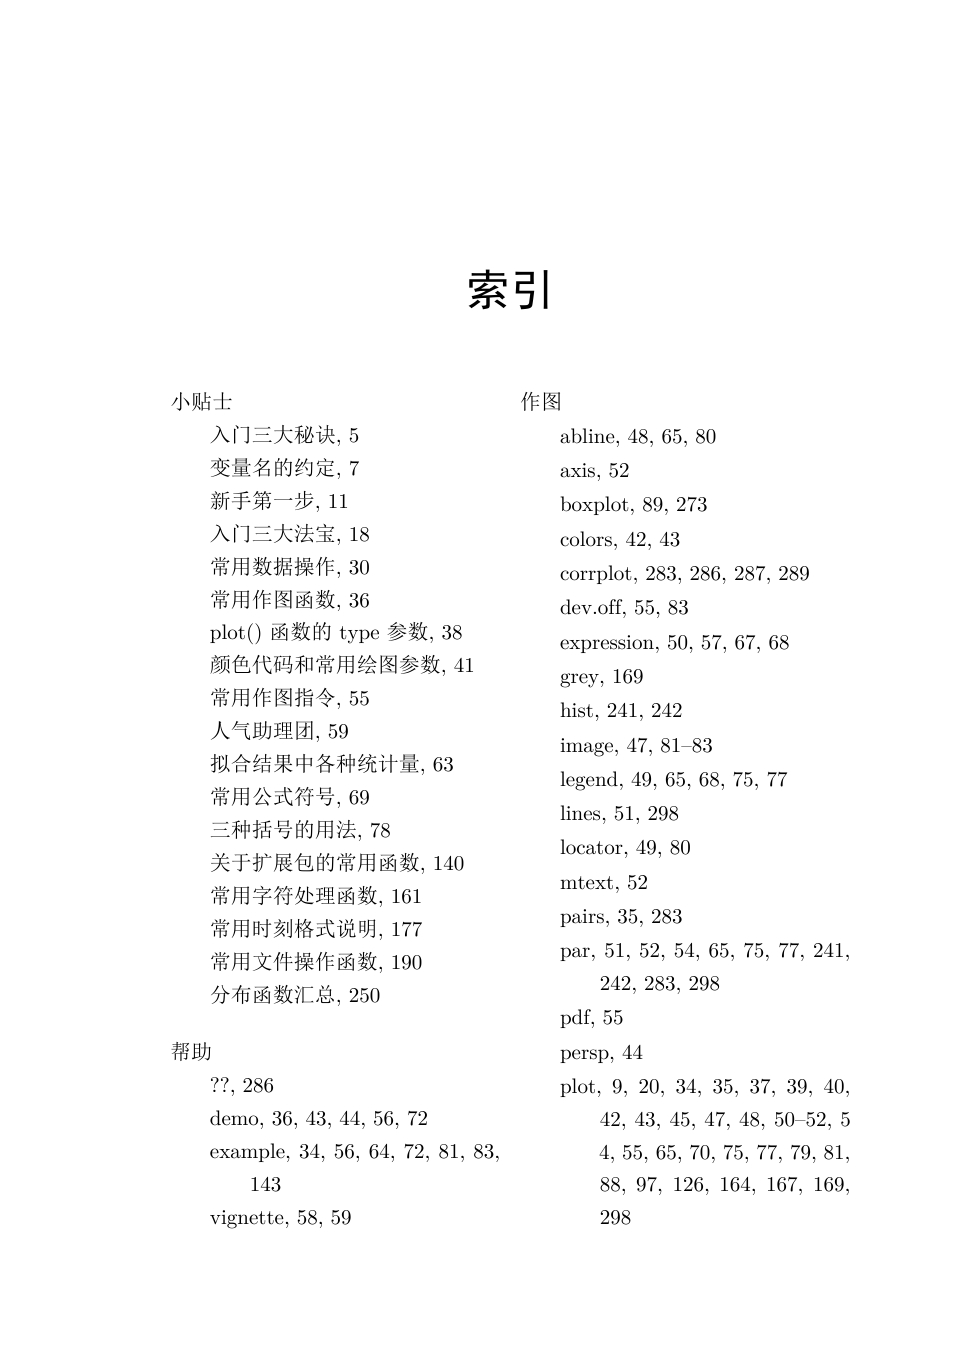 索引
小贴士
入门三大秘诀, 5
变量名的约定, 7
新手第一步, 11
入门三大法宝, 18
常用数据操作, 30
常用作图函数, 36
plot() 函数的 type 参数, 38
颜色代码和常用绘图参数, 41
常用作图指令, 55
人气助理团, 59
拟合结果中各种统计量, 63
常用公式符号, 69
三种括号的用法, 78
关于扩展包的常用函数, 140
常用字符处理函数, 161
常用时刻格式说明, 177
常用文件操作函数, 190
分布函数汇总, 250
帮助
??, 286
demo, 36, 43, 44, 56, 72
example, 34, 56, 64, 72, 81, 83,
143
vignette, 58, 59
作图
abline, 48, 65, 80
axis, 52
boxplot, 89, 273
colors, 42, 43
corrplot, 283, 286, 287, 289
dev.off, 55, 83
expression, 50, 57, 67, 68
grey, 169
hist, 241, 242
image, 47, 81–83
legend, 49, 65, 68, 75, 77
lines, 51, 298
locator, 49, 80
mtext, 52
pairs, 35, 283
par, 51, 52, 54, 65, 75, 77, 241,
242, 283, 298
pdf, 55
persp, 44
plot, 9, 20, 34, 35, 37, 39, 40,
42, 43, 45, 47, 48, 50–52, 5
4, 55, 65, 70, 75, 77, 79, 81,
88, 97, 126, 164, 167, 169,
298